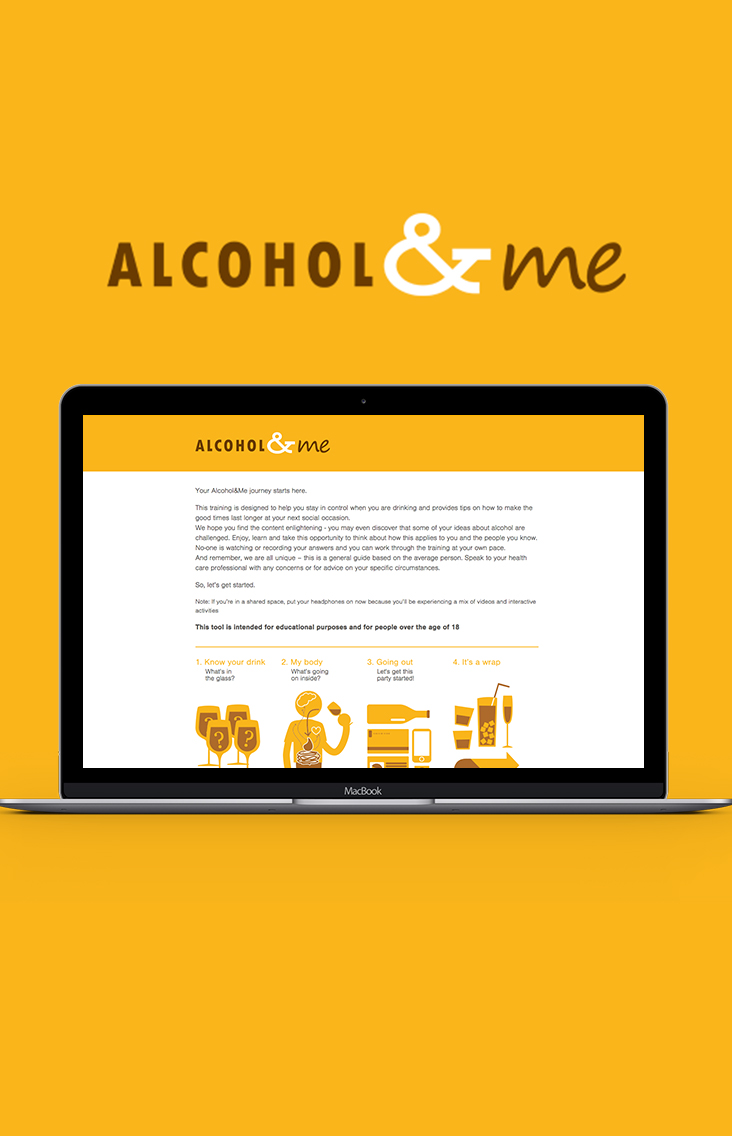 ALCOHOL & me
ALCOHOL & me
Your Alcohol&Me journey starts here.
This training is designed to help you stay in control when you are drinking and provides tips on how to make the
good times last longer at your next social occasion.
We hope you find the content enlightening - you may even discover that some of your ideas about alcohol are
challenged. Enjoy, learn and take this opportunity to think about how this applies to you and the people you know.
No-one is watching or recording your answers and you can work through the training at your own pace.
And remember, we are all unique – this is a general guide based on the average person. Speak to your health
care professional with any concerns or for advice on your specific circumstances.
So, let's get started.
Note: If you're in a shared space, put your headphones on now because you'll be experiencing a mix of videos and interactive
activities
This tool is intended for educational purposes and for people over the age of 18
1. Know your drink
What's in
the glass?
2. My body
What's going
on inside?
3. Going out
Let's get this
party started!
4. It's a wrap
? ? ? ?
MacBook